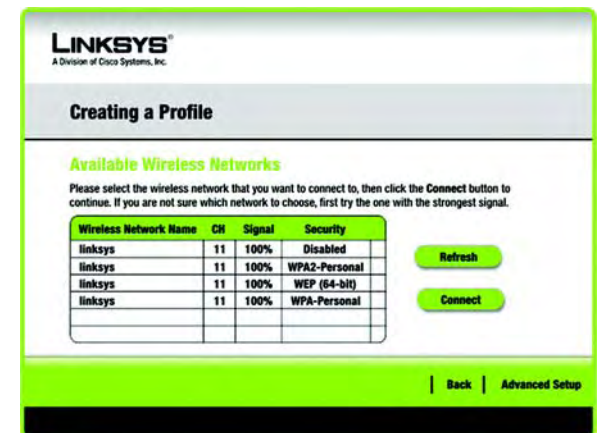 LINKSYS®
A Division of Cisco Systems, Inc.
Creating a Profile
Available Wireless Networks
Please select the wireless network that you want to connect to, then click the Connect button to
continue. If you are not sure which network to choose, first try the one with the strongest signal.
Wireless Network Name CH Signal Security
linksys 11 100% Disabled
linksys 11 100% WPA2-Personal
linksys 11 100% WEP (64-bit)
linksys 11 100% WPA-Personal
Refresh
Connect
Back Advanced Setup